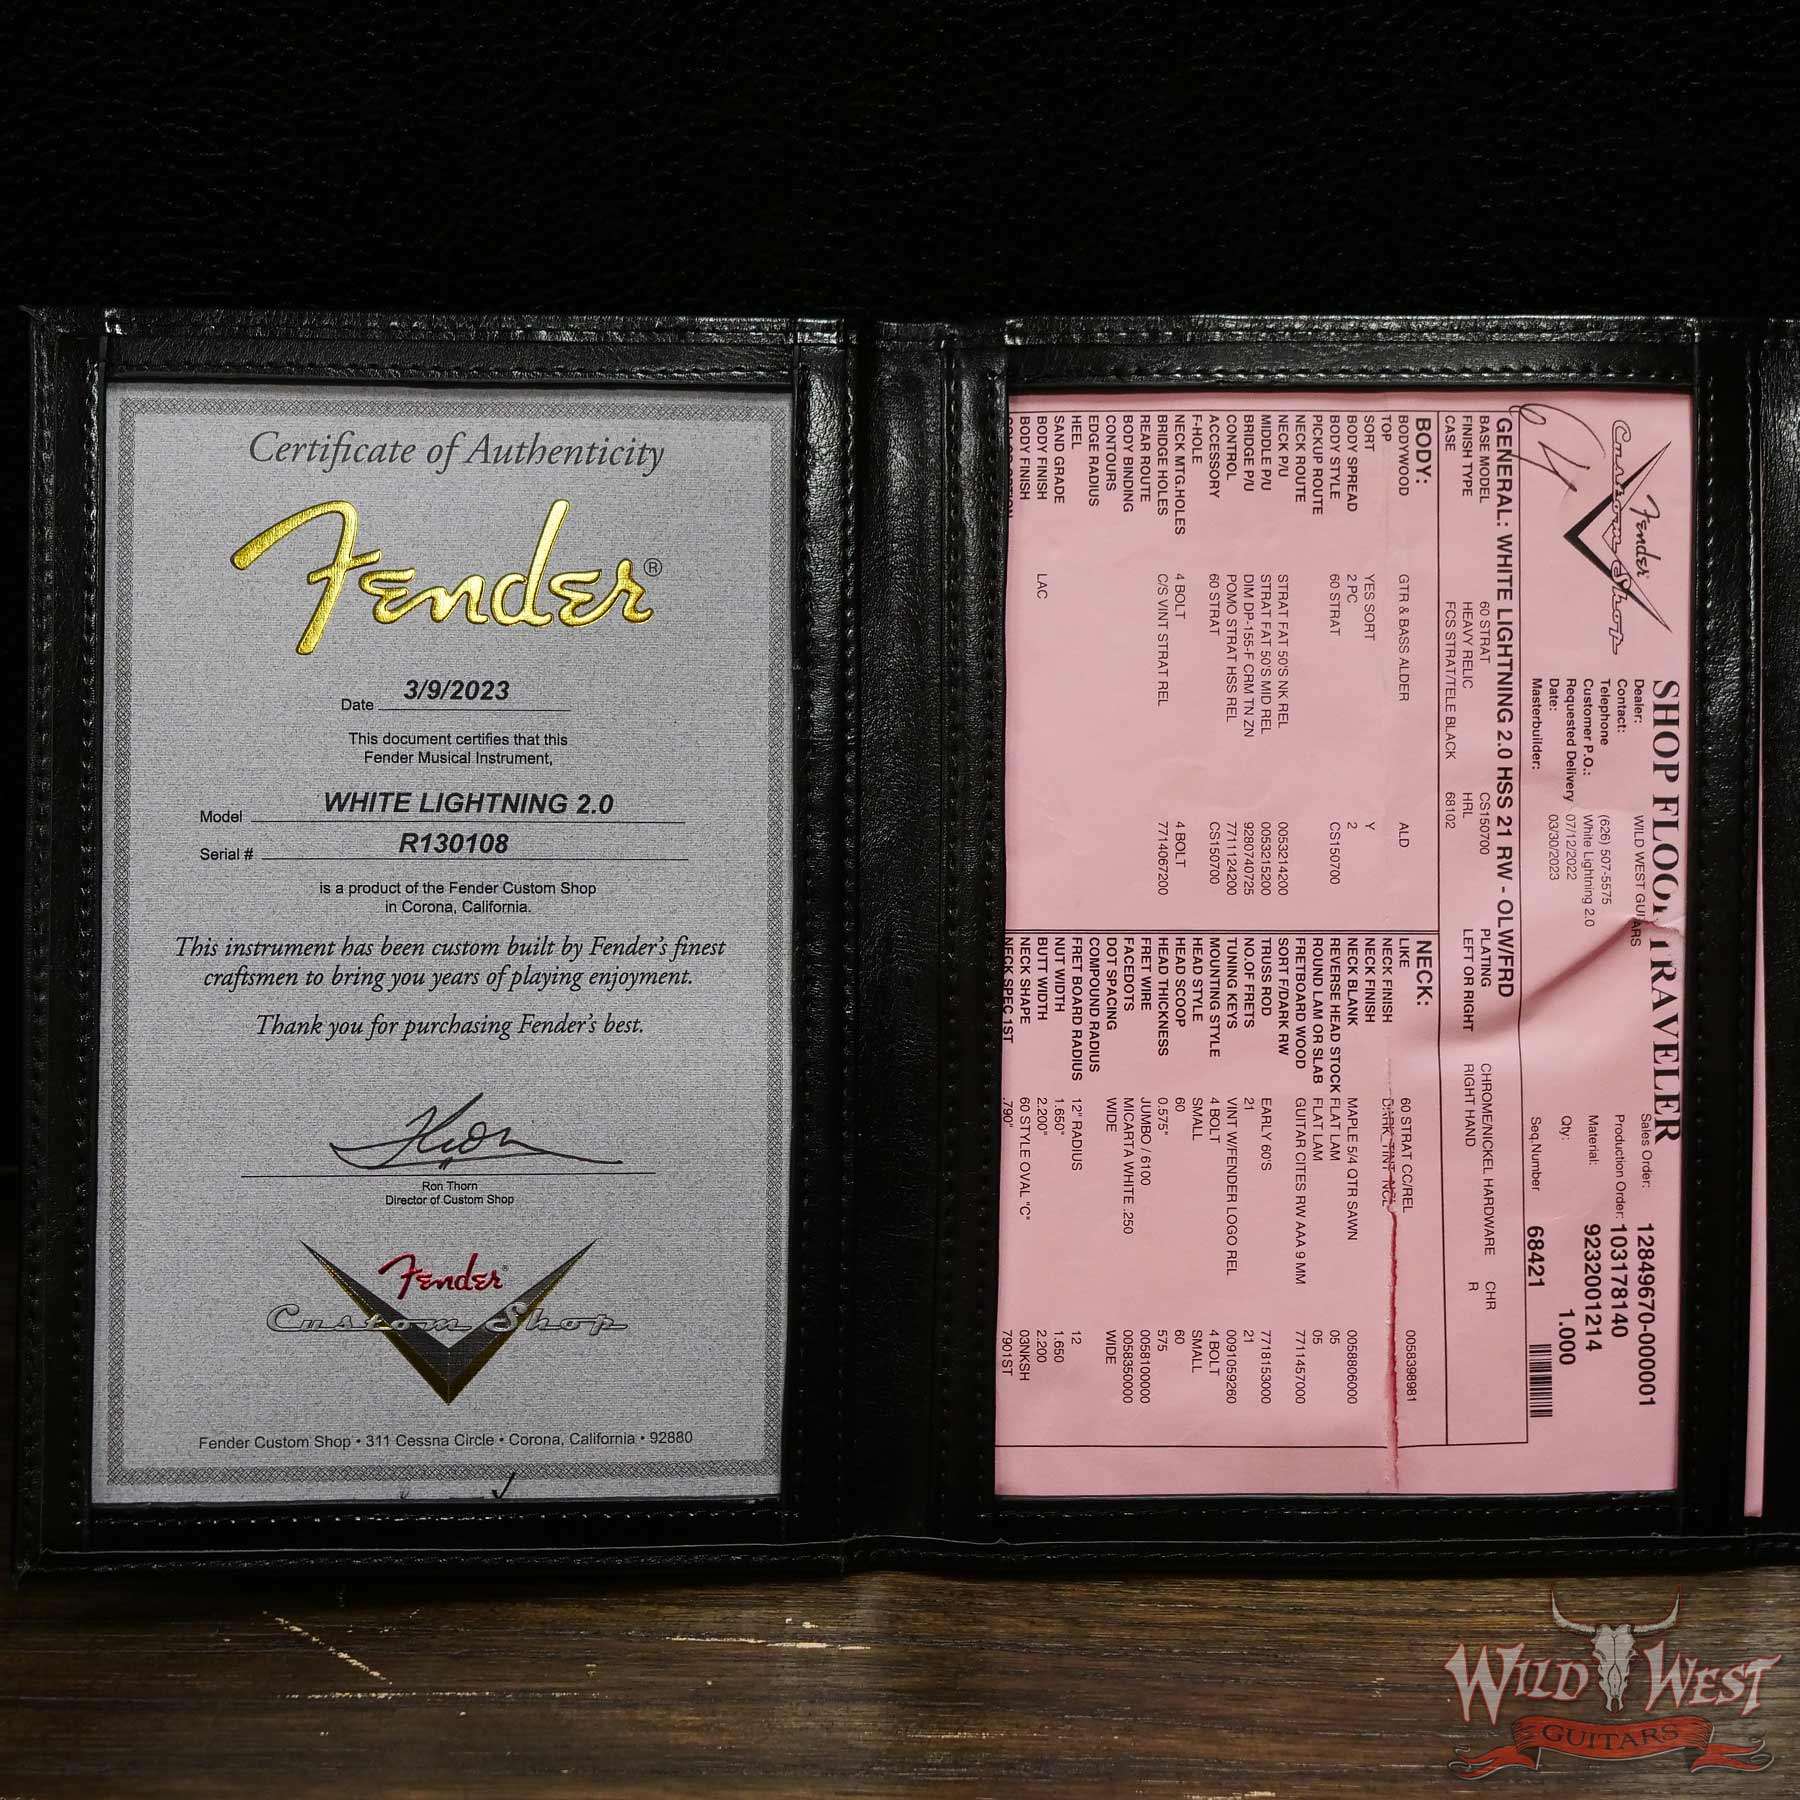 Certificate of Authenticity
Fender®
Date 3/9/2023
This document certifies that this
Fender Musical Instrument,
Model WHITE LIGHTNING 2.0
Serial # R130108
is a product of the Fender Custom Shop
in Corona, California.
This instrument has been custom built by Fender's finest
craftsmen to bring you years of playing enjoyment.
Thank you for purchasing Fender's best.
Ron Thorn
Director of Custom Shop
Fender®
Custom Shop
Fender Custom Shop • 311 Cessna Circle • Corona, California • 92880
Fender
Custom Shop
SHOP FLOOR TRAVELER
Dealer: WILD WEST GUITARS
Contact:
Telephone (626) 507-5575
Customer P.O.: White Lightning 2.0
Requested Delivery 07/12/2022
Date: 03/30/2023
Masterbuilder:
Sales Order: 12849670-000001
Production Order: 103178140
Material: 9232001214
Qty: 1.000
Seq.Number 68421
GENERAL: WHITE LIGHTNING 2.0 HSS 21 RW - OLW/FRD
BASE MODEL 60 STRAT CS150700 PLATING CHROME/NICKEL HARDWARE CHR
FINISH TYPE HEAVY RELIC HRL LEFT OR RIGHT RIGHT HAND R
CASE FCS STRAT/TELE BLACK 68102
BODY:
BODYWOOD GTR & BASS ALDER ALD
TOP
SORT YES SORT Y
BODY SPREAD 2 PC 2
BODY STYLE 60 STRAT CS150700
PICKUP ROUTE
NECK ROUTE
NECK P/U STRAT FAT 50'S NK REL 0053214200
MIDDLE P/U STRAT FAT 50'S MID REL 0053215200
BRIDGE P/U DIM DP-155-F CRM TN ZN 9280740725
CONTROL POMO STRAT HSS REL 7711124200
ACCESSORY 60 STRAT CS150700
F-HOLE
NECK MTG.HOLES 4 BOLT 4 BOLT
BRIDGE HOLES C/S VINT STRAT REL 7714067200
REAR ROUTE
BODY BINDING
CONTOURS
EDGE RADIUS
HEEL
SAND GRADE
BODY FINISH LAC
BODY FINISH
NECK:
LIKE 60 STRAT CC/REL 0058398981
NECK FINISH DARK TINT NCL
NECK FINISH
NECK BLANK MAPLE 5/4 QTR SAWN 0058806000
REVERSE HEAD STOCK FLAT LAM 05
ROUND LAM OR SLAB FLAT LAM 05
FRETBOARD WOOD GUITAR CITES RW AAA 9 MM 7711457000
SORT F/DARK RW
TRUSS ROD EARLY 60'S 7718153000
NO.OF FRETS 21 21
TUNING KEYS VINT W/FENDER LOGO REL 0091059260
MOUNTING STYLE 4 BOLT 4 BOLT
HEAD STYLE SMALL SMALL
HEAD SCOOP 60 60
HEAD THICKNESS 0.575" 575
FRET WIRE JUMBO / 6100 0058100000
FACEDOTS MICARTA WHITE .250 0058350000
DOT SPACING WIDE WIDE
COMPOUND RADIUS
FRET BOARD RADIUS 12" RADIUS 12
NUT WIDTH 1.650" 1.650
BUTT WIDTH 2.200" 2.200
NECK SHAPE 60 STYLE OVAL "C" 03NKSH
NECK SPEC 1ST .790" 7901ST
WILD WEST
GUITARS